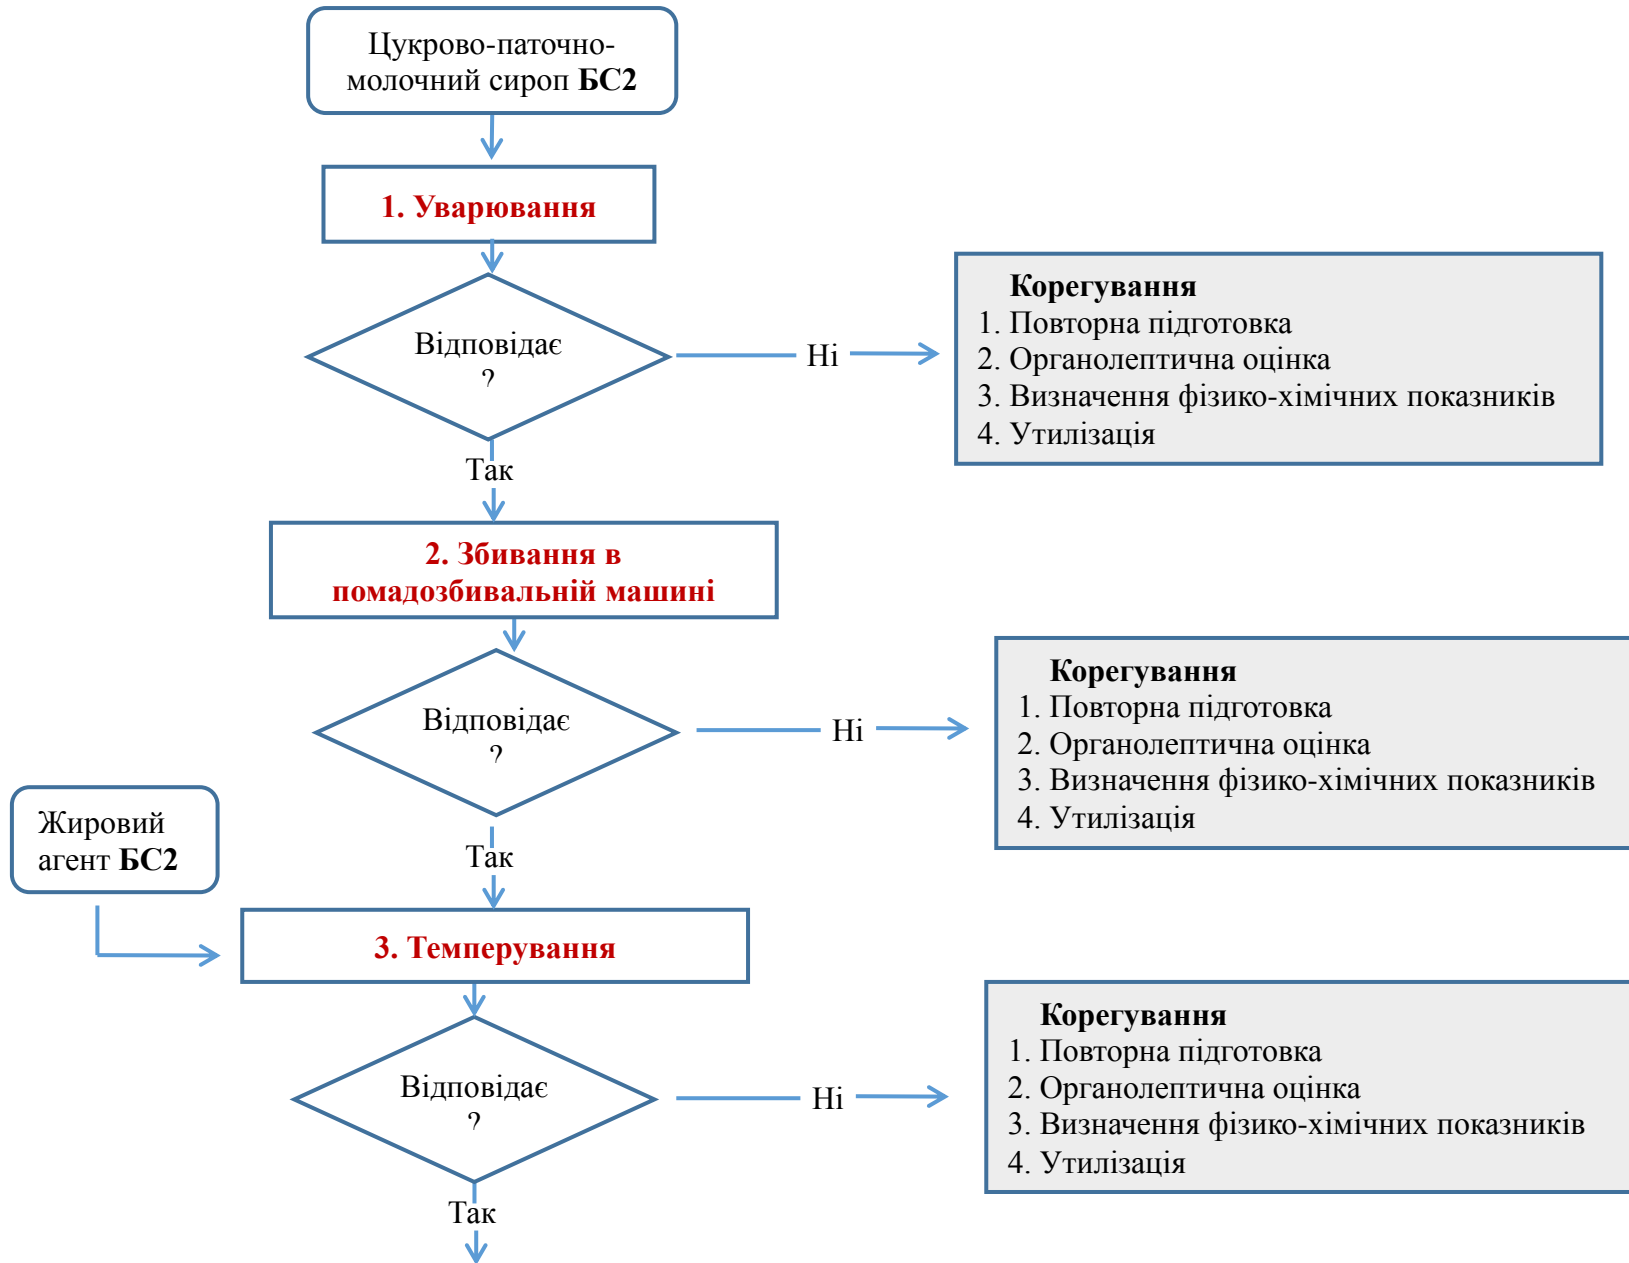 Цукрово-паточно-
молочний сироп БС2
1. Уварювання
Відповідає
?
Ні
Корегування
1. Повторна підготовка
2. Органолептична оцінка
3. Визначення фізико-хімічних показників
4. Утилізація
Так
2. Збивання в
помадозбивальній машині
Відповідає
?
Ні
Корегування
1. Повторна підготовка
2. Органолептична оцінка
3. Визначення фізико-хімічних показників
4. Утилізація
Жировий
агент БС2
Так
3. Темперування
Відповідає
?
Ні
Корегування
1. Повторна підготовка
2. Органолептична оцінка
3. Визначення фізико-хімічних показників
4. Утилізація
Так